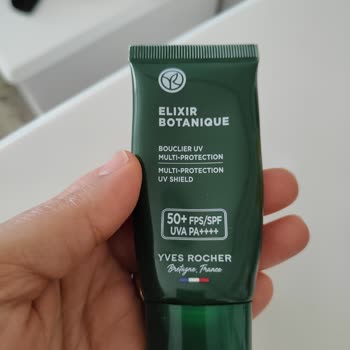 YR
ELIXIR
BOTANIQUE
BOUCLIER UV
MULTI-PROTECTION
MULTI-PROTECTION
UV SHIELD
50+ FPS/SPF
UVA PA++++
YVES ROCHER
Bretagne, France